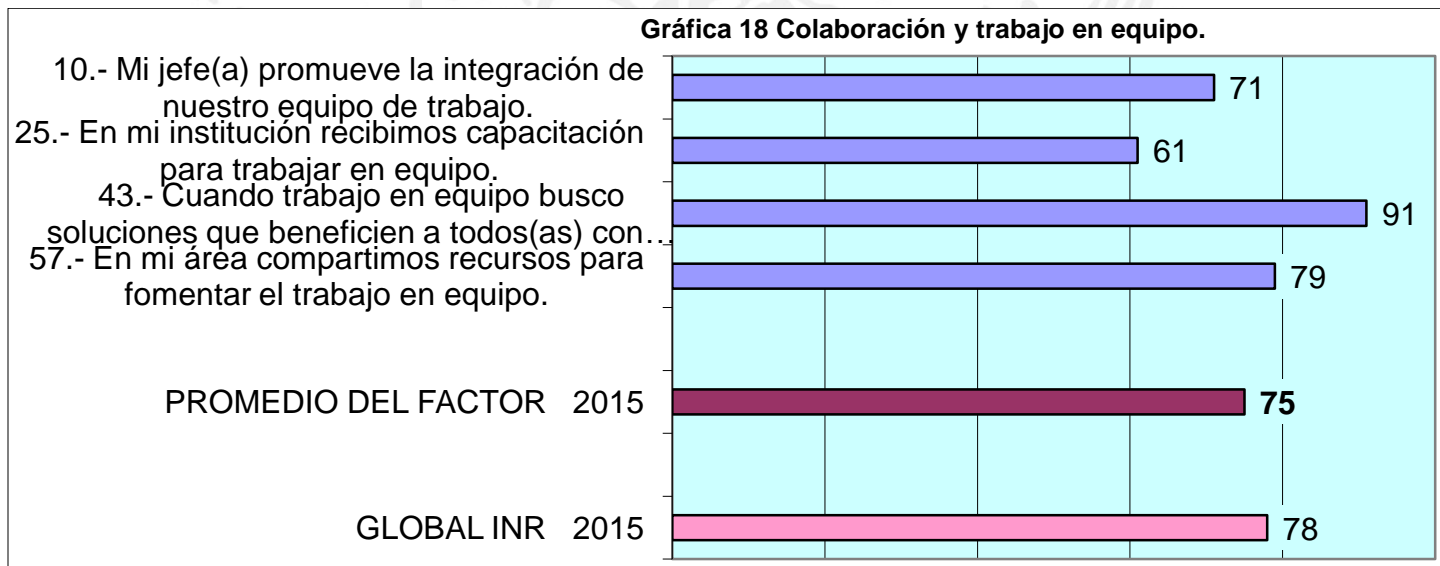 Gráfica 18 Colaboración y trabajo en equipo.
10.- Mi jefe(a) promueve la integración de
nuestro equipo de trabajo.
71
25.- En mi institución recibimos capacitación
para trabajar en equipo.
61
43.- Cuando trabajo en equipo busco
soluciones que beneficien a todos(as) con…
91
57.- En mi área compartimos recursos para
fomentar el trabajo en equipo.
79
PROMEDIO DEL FACTOR 2015
75
GLOBAL INR 2015
78